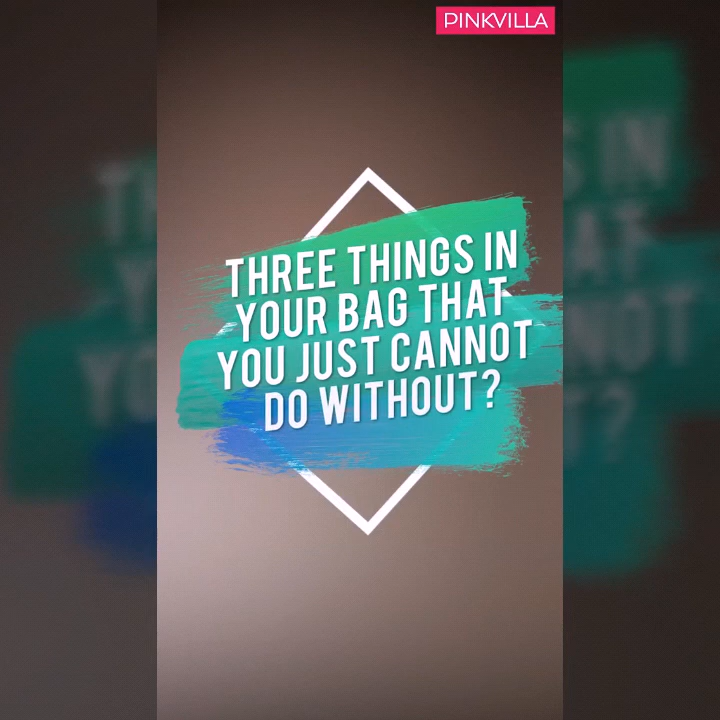 PINKVILLA
THREE THINGS IN
YOUR BAG THAT
YOU JUST CANNOT
DO WITHOUT?